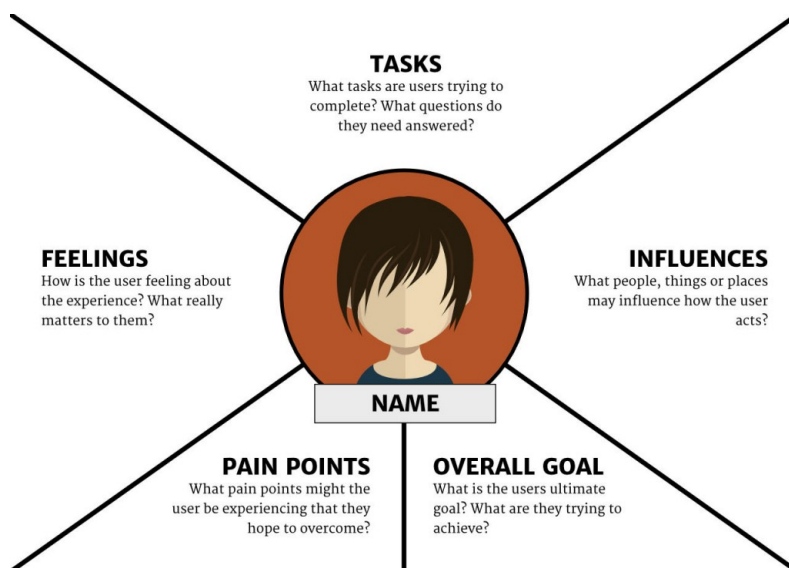 TASKS
What tasks are users trying to
complete? What questions do
they need answered?
FEELINGS
How is the user feeling about
the experience? What really
matters to them?
INFLUENCES
What people, things or places
may influence how the user
acts?
NAME
PAIN POINTS
What pain points might the
user be experiencing that they
hope to overcome?
OVERALL GOAL
What is the users ultimate
goal? What are they trying to
achieve?